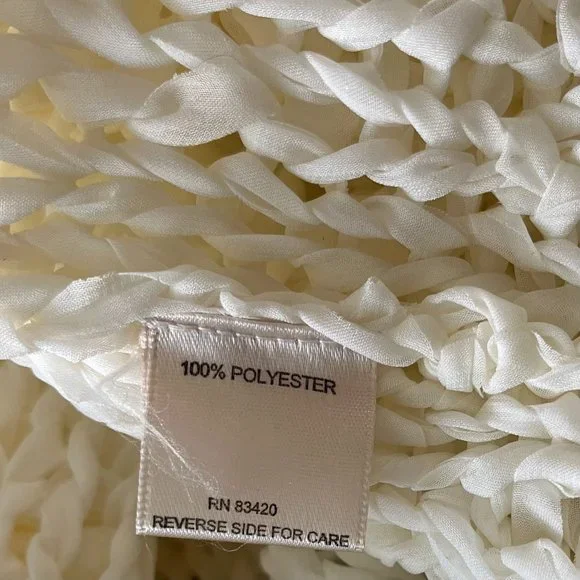 100% POLYESTER
RN 83420
REVERSE SIDE FOR CARE